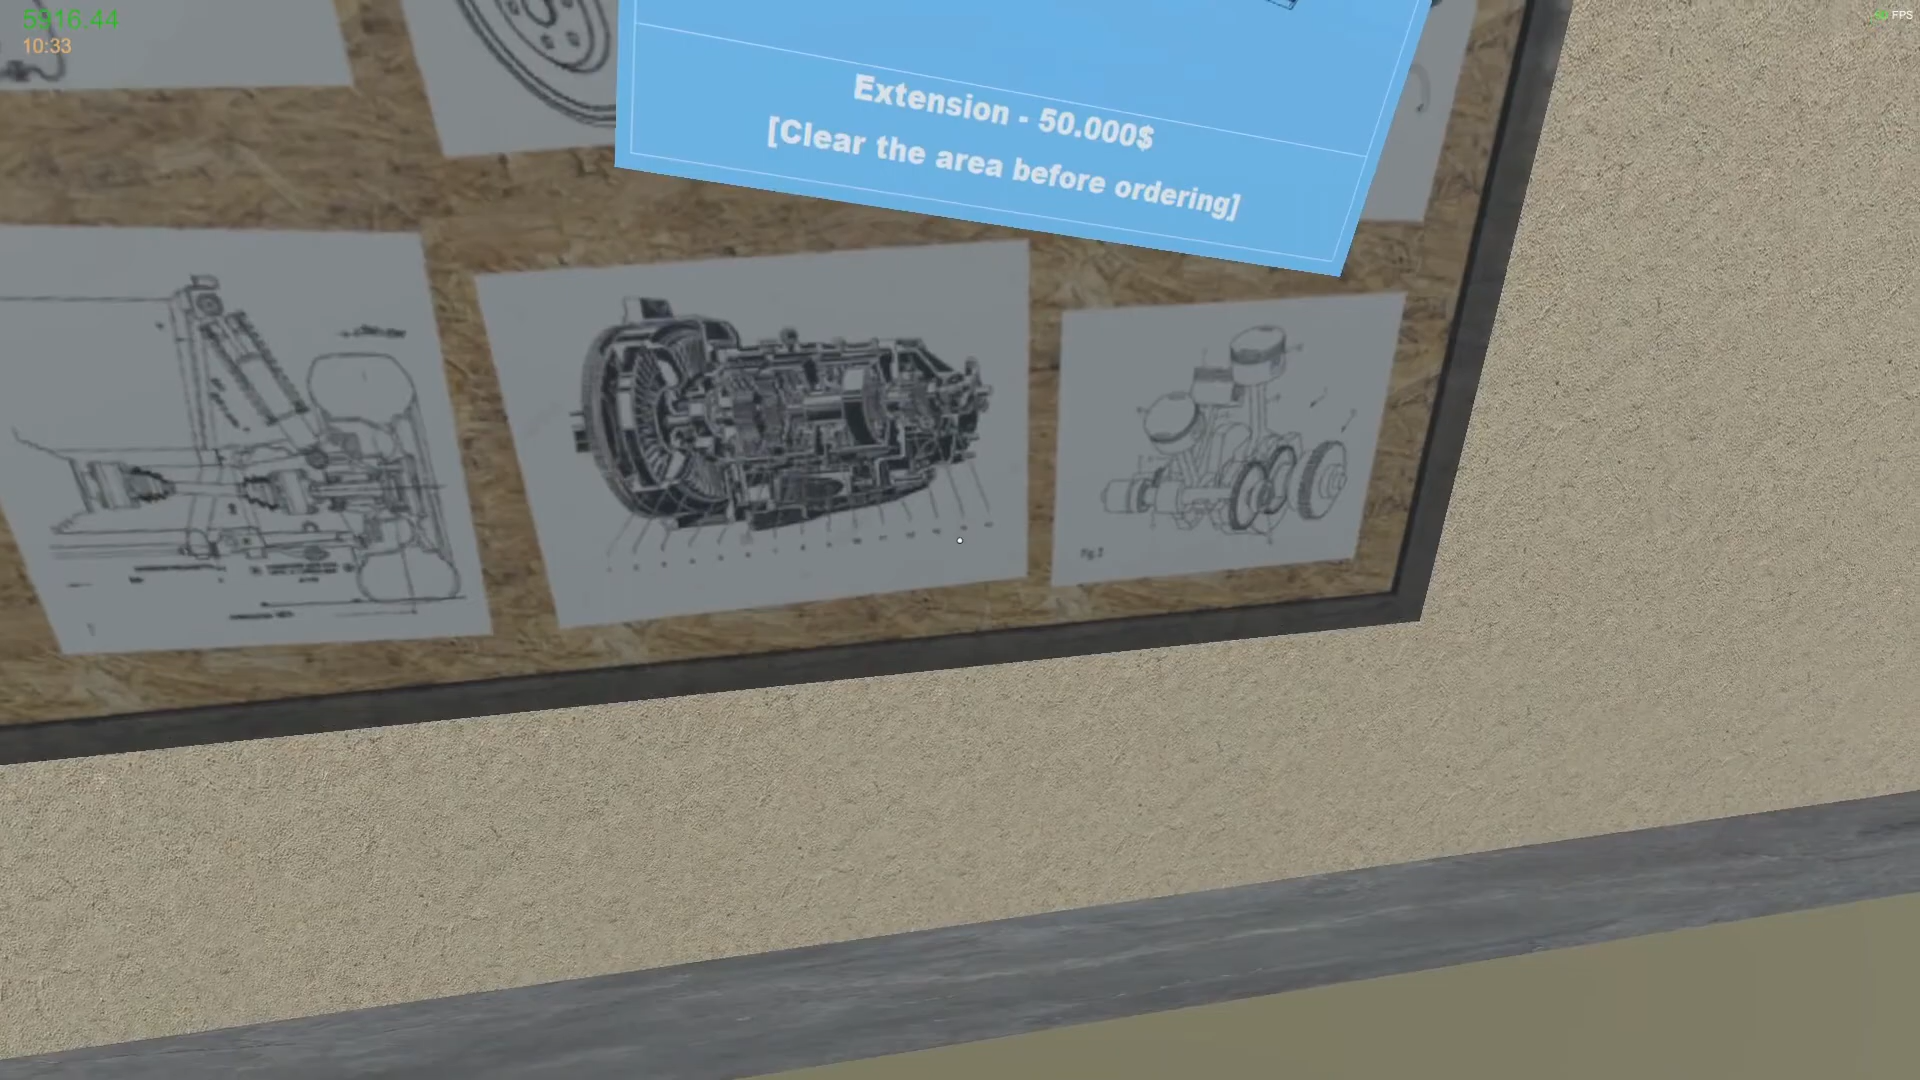 5916.44
10:33
FPS
Extension - 50.000$
[Clear the area before ordering]